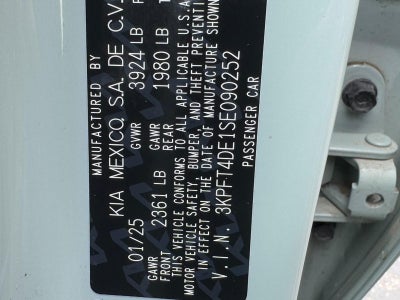 MANUFACTURED BY
KIA MEXICO, S.A. DE C.V.
01/25 GVWR 3924 LB
GAWR FRONT 2361 LB GAWR REAR 1980 LB
THIS VEHICLE CONFORMS TO ALL APPLICABLE U.S.A
MOTOR VEHICLE SAFETY, BUMPER, AND THEFT PREVENTI
IN EFFECT ON THE DATE OF MANUFACTURE SHOWN
V.I.N. 3KPFT4DE1SE090252
PASSENGER CAR